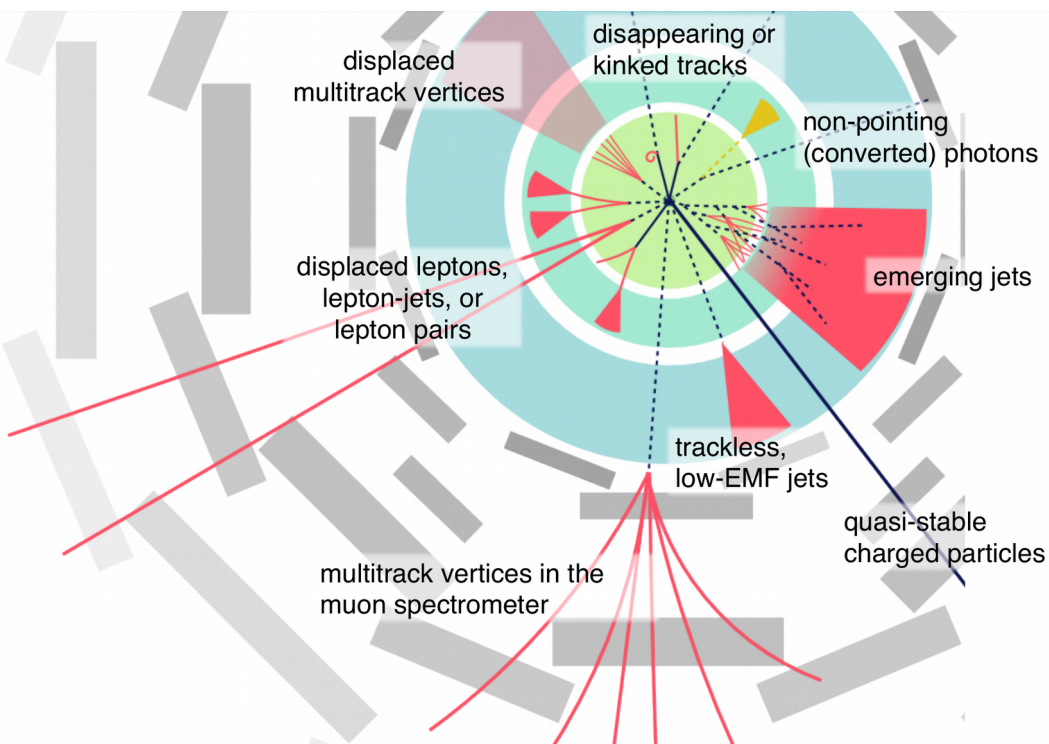 disappearing or
kinked tracks
displaced
multitrack vertices
non-pointing
(converted) photons
displaced leptons,
lepton-jets, or
lepton pairs
emerging jets
trackless,
low-EMF jets
quasi-stable
charged particles
multitrack vertices in the
muon spectrometer